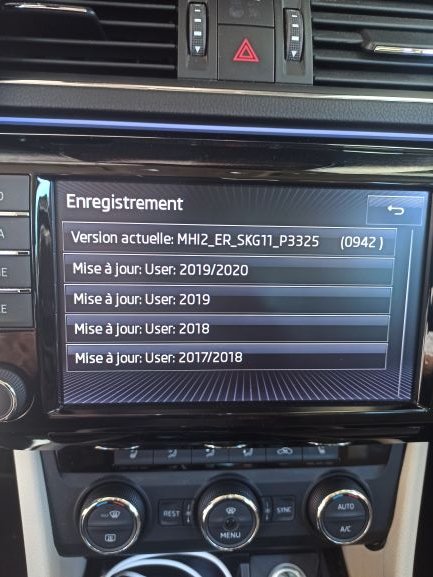 Enregistrement
Version actuelle: MHI2_ER_SKG11_P3325 (0942 )
Mise à jour: User: 2019/2020
Mise à jour: User: 2019
Mise à jour: User: 2018
Mise à jour: User: 2017/2018
REST
MENU
SYNC
AUTO
A/C